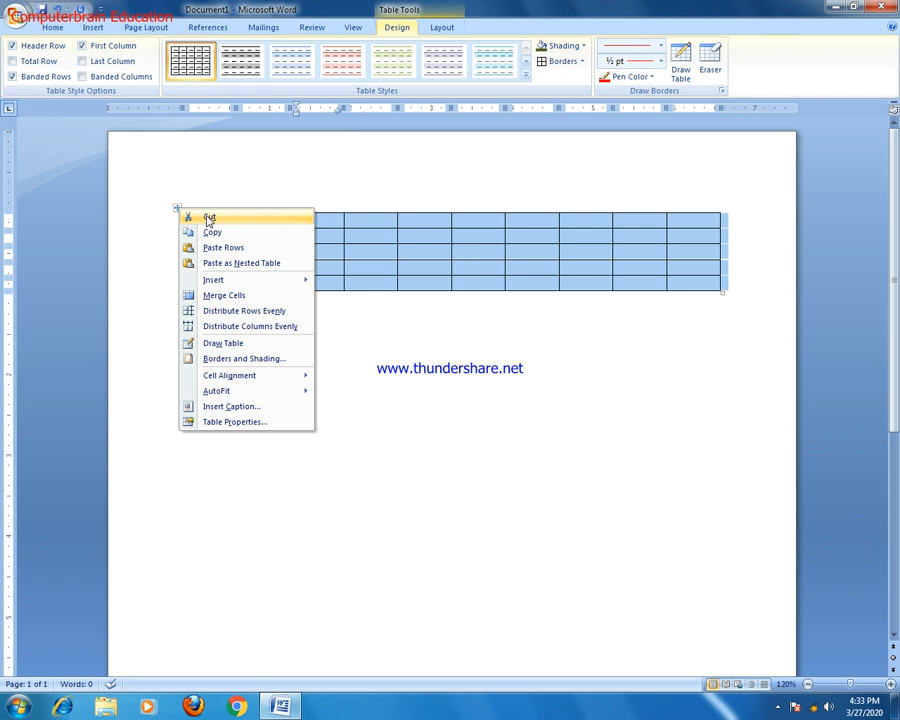 Computerbrain Education
Document1 - Microsoft Word
Table Tools
Home Insert Page Layout References Mailings Review View Design Layout
Header Row First Column
Total Row Last Column
Banded Rows Banded Columns
Table Style Options
Table Styles
Shading
Borders
½ pt
Pen Color
Draw Table
Eraser
Draw Borders
Cut
Copy
Paste Rows
Paste as Nested Table
Insert
Merge Cells
Distribute Rows Evenly
Distribute Columns Evenly
Draw Table
Borders and Shading...
Cell Alignment
AutoFit
Insert Caption...
Table Properties...
www.thundershare.net
Page: 1 of 1 Words: 0 120%
4:33 PM
3/27/2020